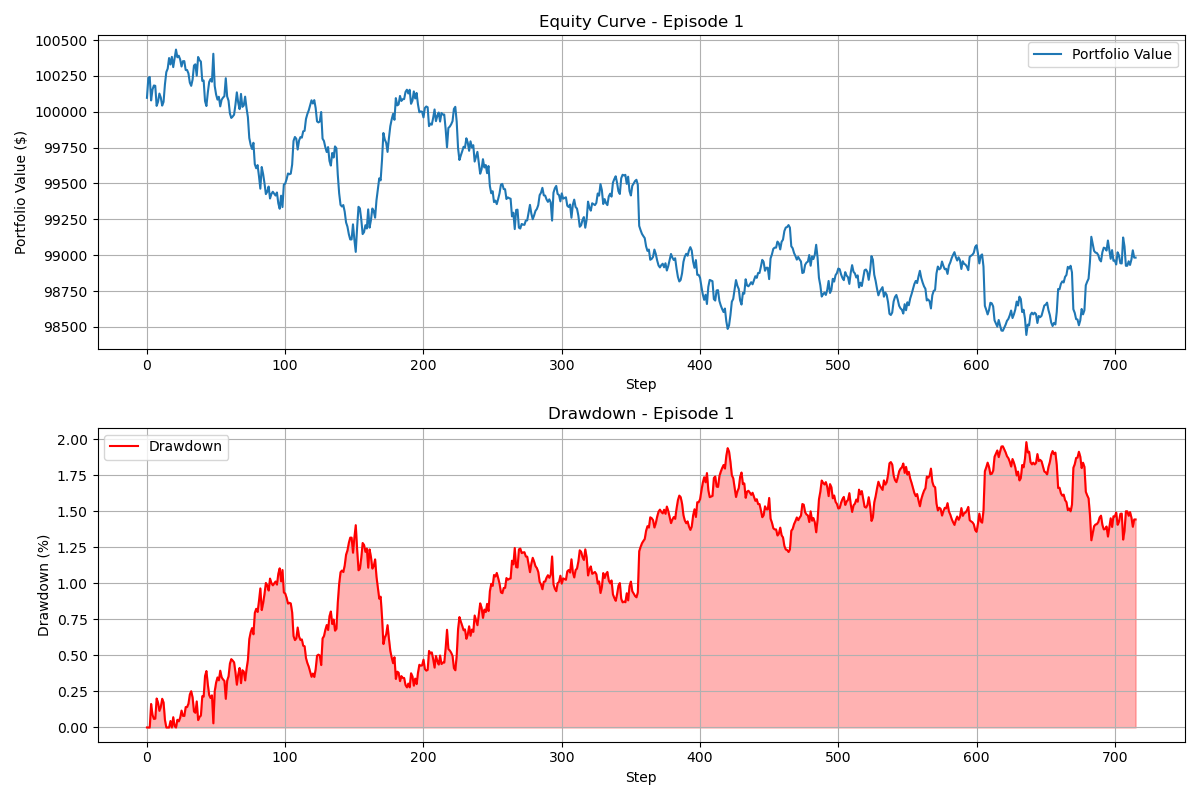 Equity Curve - Episode 1
Portfolio Value ($)
100500
100250
100000
99750
99500
99250
99000
98750
98500
Portfolio Value
0 100 200 300 400 500 600 700
Step
Drawdown - Episode 1
Drawdown (%)
2.00
1.75
1.50
1.25
1.00
0.75
0.50
0.25
0.00
Drawdown
0 100 200 300 400 500 600 700
Step